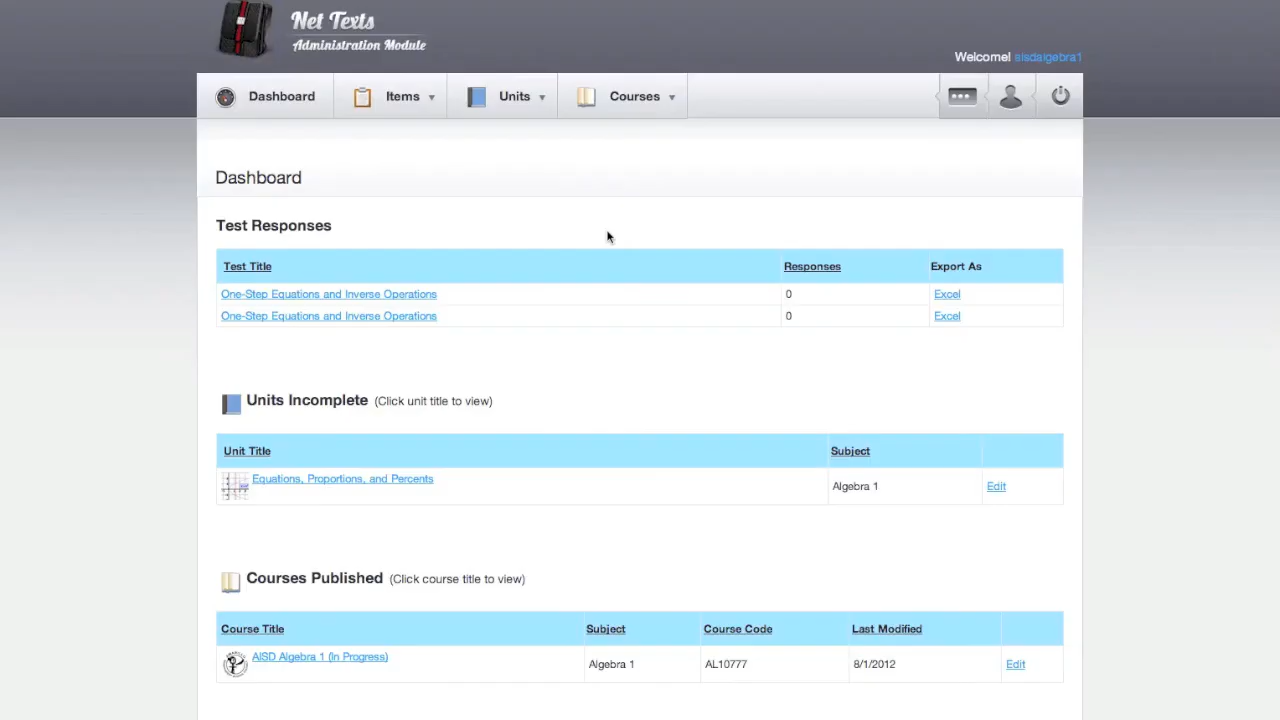 Net Texts
Administration Module
Welcome! aisdalgebra1
Dashboard Items Units Courses
Dashboard
Test Responses
Test Title Responses Export As
One-Step Equations and Inverse Operations 0 Excel
One-Step Equations and Inverse Operations 0 Excel
Units Incomplete (Click unit title to view)
Unit Title Subject
Equations, Proportions, and Percents Algebra 1 Edit
Courses Published (Click course title to view)
Course Title Subject Course Code Last Modified
AISD Algebra 1 (In Progress) Algebra 1 AL10777 8/1/2012 Edit